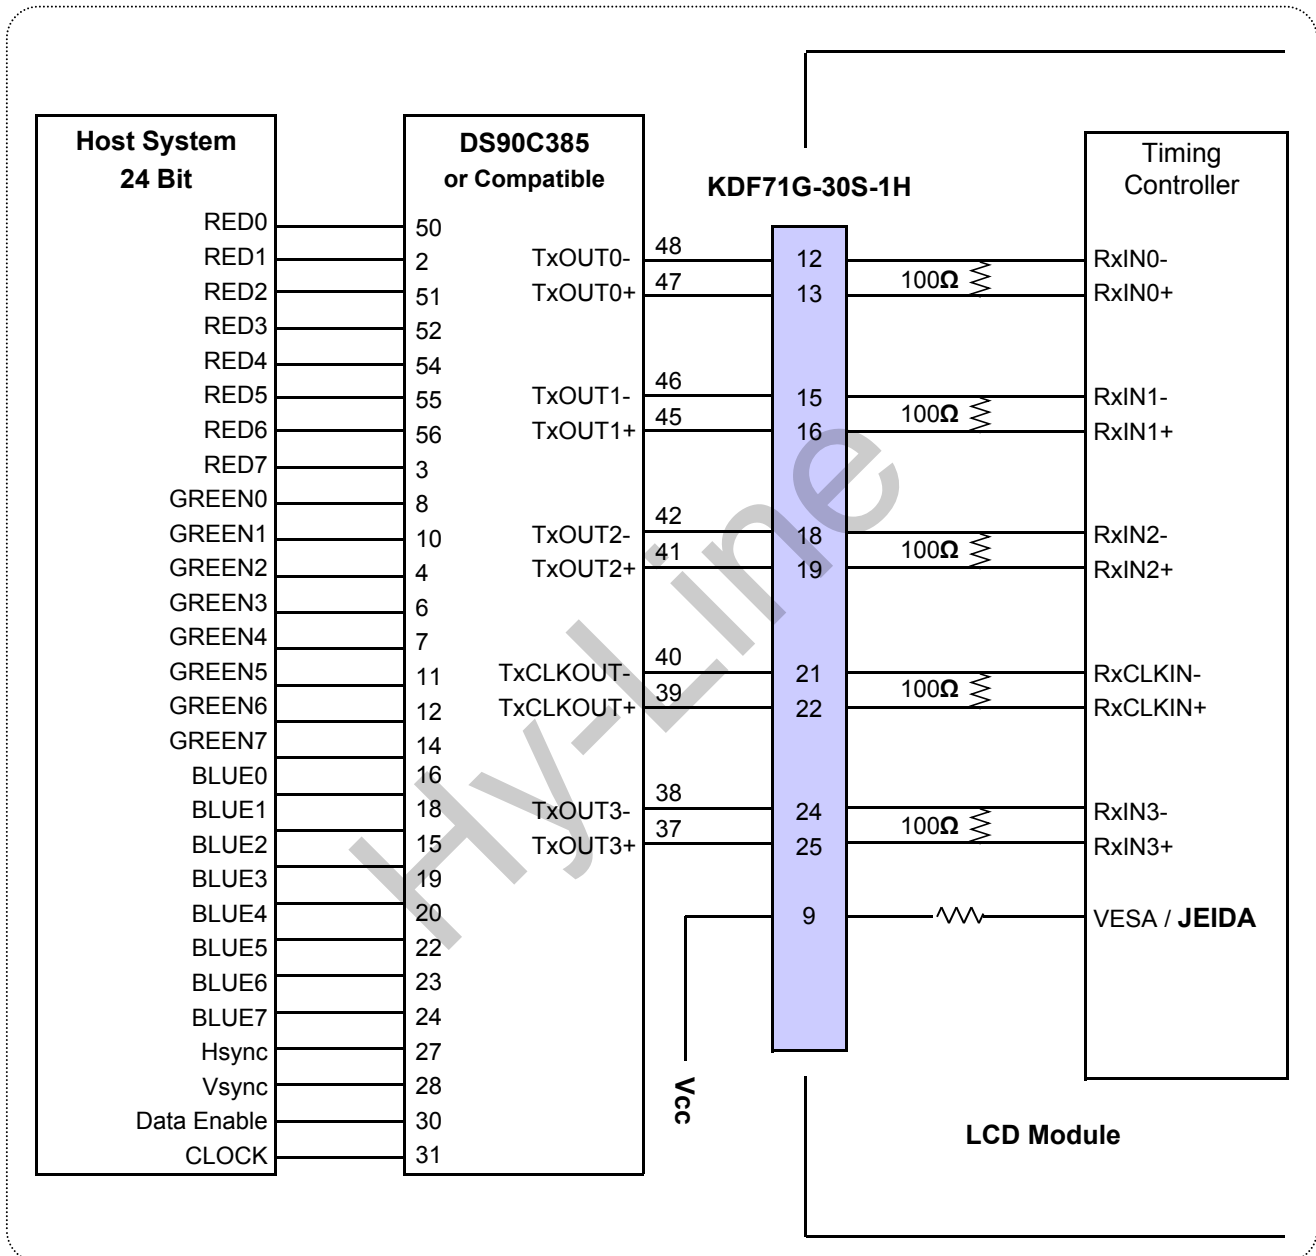 Host System
24 Bit
RED0
RED1
RED2
RED3
RED4
RED5
RED6
RED7
GREEN0
GREEN1
GREEN2
GREEN3
GREEN4
GREEN5
GREEN6
GREEN7
BLUE0
BLUE1
BLUE2
BLUE3
BLUE4
BLUE5
BLUE6
BLUE7
Hsync
Vsync
Data Enable
CLOCK
DS90C385
or Compatible
50
2
51
52
54
55
56
3
8
10
4
6
7
11
12
14
16
18
15
19
20
22
23
24
27
28
30
31
TxOUT0-
TxOUT0+
TxOUT1-
TxOUT1+
TxOUT2-
TxOUT2+
TxCLKOUT-
TxCLKOUT+
TxOUT3-
TxOUT3+
48
47
46
45
42
41
40
39
38
37
Vcc
KDF71G-30S-1H
12
13
15
16
18
19
21
22
24
25
9
100Ω
100Ω
100Ω
100Ω
100Ω
Timing
Controller
RxIN0-
RxIN0+
RxIN1-
RxIN1+
RxIN2-
RxIN2+
RxCLKIN-
RxCLKIN+
RxIN3-
RxIN3+
VESA / JEIDA
LCD Module
Hy-Line